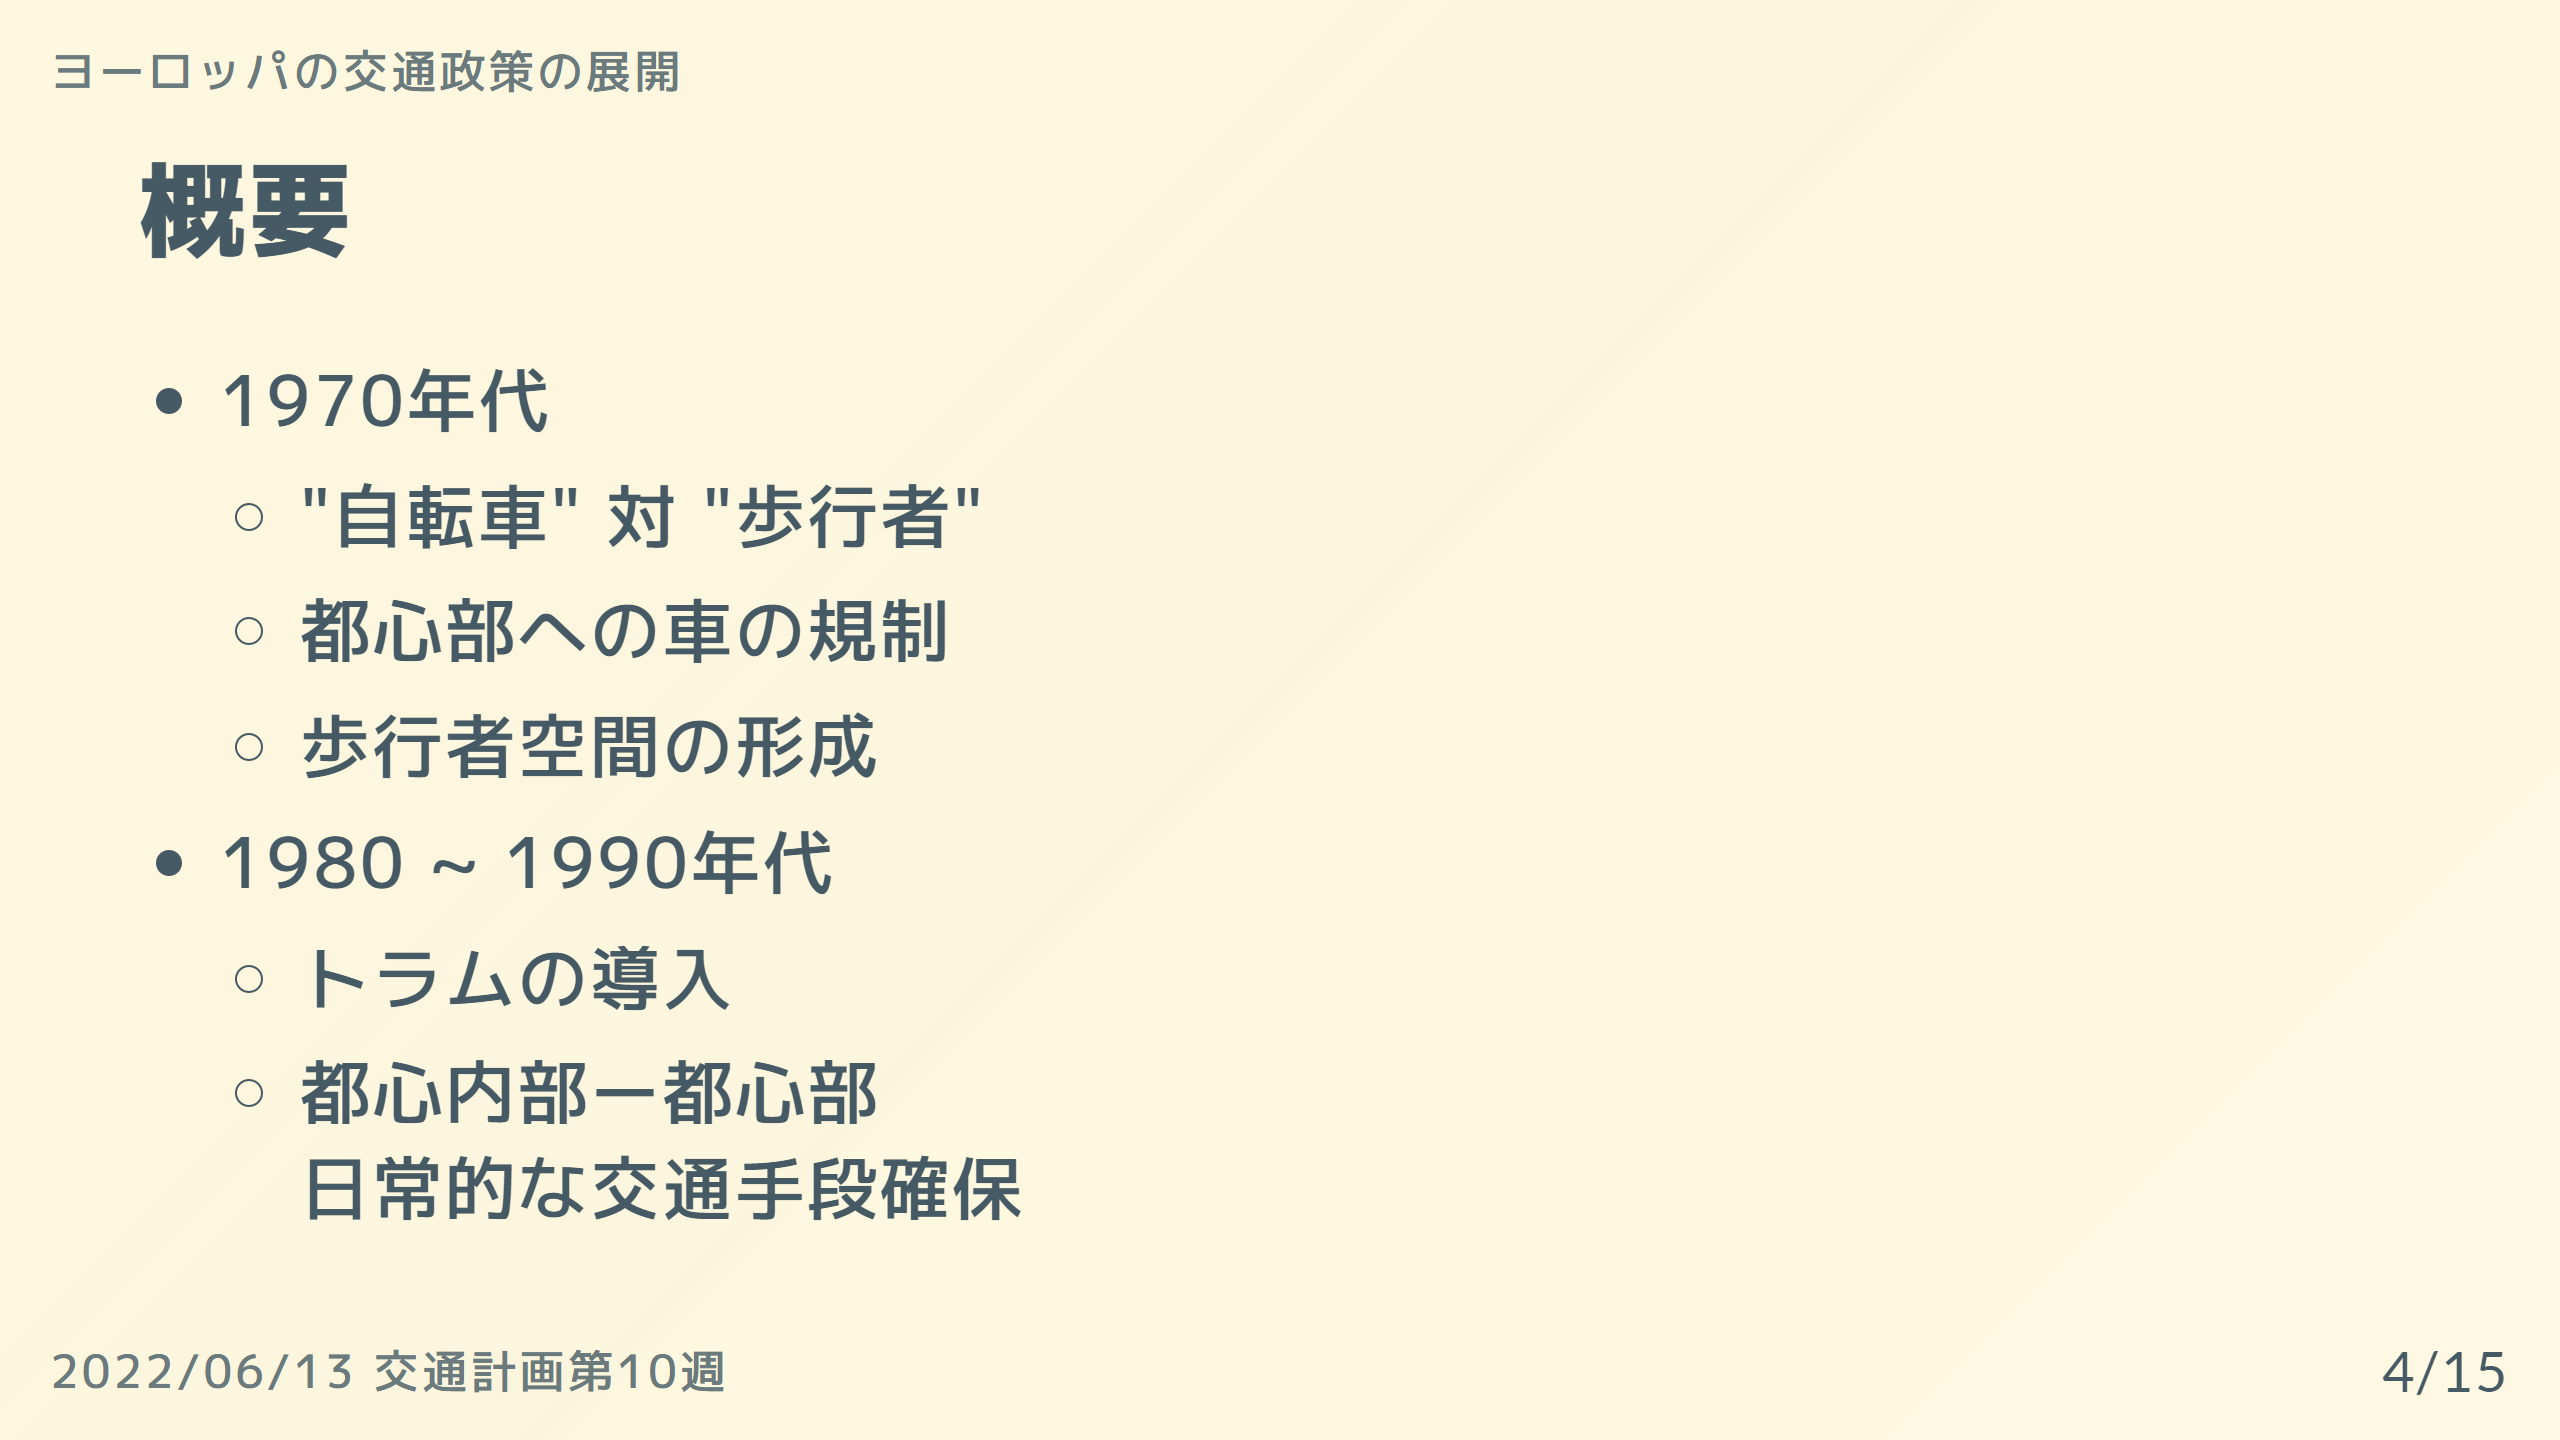 ヨーロッパの交通政策の展開
概要
1970年代
"自転車" 対 "歩行者"
都心部への車の規制
歩行者空間の形成
1980 ~ 1990年代
トラムの導入
都心内部ー都心部
日常的な交通手段確保
2022/06/13 交通計画第10週
4/15